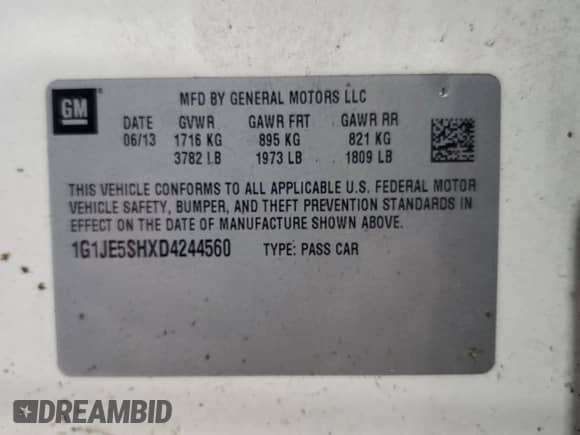 GM
MFD BY GENERAL MOTORS LLC
DATE GVWR GAWR FRT GAWR RR
06/13 1716 KG 895 KG 821 KG
3782 LB 1973 LB 1809 LB
THIS VEHICLE CONFORMS TO ALL APPLICABLE U.S. FEDERAL MOTOR
VEHICLE SAFETY, BUMPER, AND THEFT PREVENTION STANDARDS IN
EFFECT ON THE DATE OF MANUFACTURE SHOWN ABOVE.
1G1JE5SHXD4244560 TYPE: PASS CAR
DREAMBID